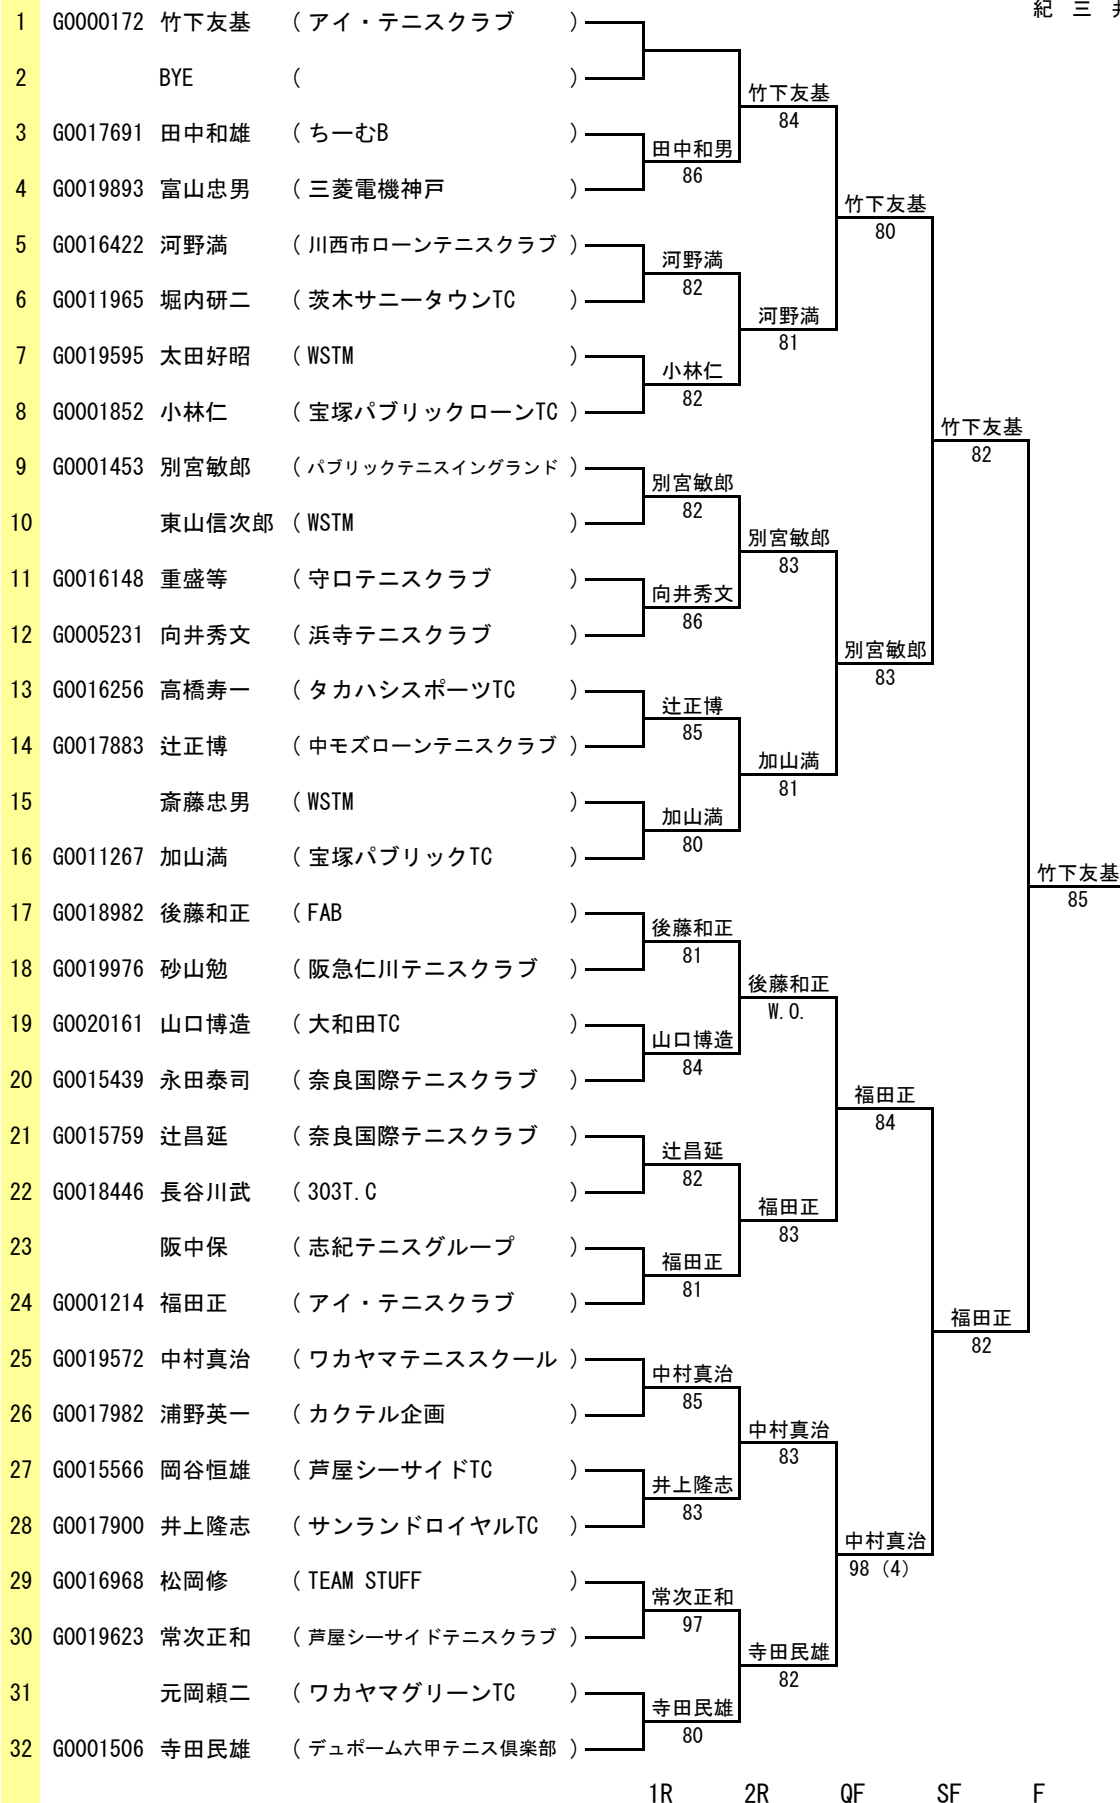 紀 三 井
1 G0000172 竹下友基 ( アイ・テニスクラブ )
2 BYE ( )
竹下友基
84
3 G0017691 田中和雄 ( ちーむB )
田中和男
86
4 G0019893 富山忠男 ( 三菱電機神戸 )
竹下友基
80
5 G0016422 河野満 ( 川西市ローンテニスクラブ )
河野満
82
6 G0011965 堀内研二 ( 茨木サニータウンTC )
河野満
81
7 G0019595 太田好昭 ( WSTM )
小林仁
82
8 G0001852 小林仁 ( 宝塚パブリックローンTC )
竹下友基
82
9 G0001453 別宮敏郎 ( パブリックテニスイングランド )
別宮敏郎
82
10 東山信次郎 ( WSTM )
別宮敏郎
83
11 G0016148 重盛等 ( 守口テニスクラブ )
向井秀文
86
12 G0005231 向井秀文 ( 浜寺テニスクラブ )
別宮敏郎
83
13 G0016256 高橋寿一 ( タカハシスポーツTC )
辻正博
85
14 G0017883 辻正博 ( 中モズローンテニスクラブ )
加山満
81
15 斎藤忠男 ( WSTM )
加山満
80
16 G0011267 加山満 ( 宝塚パブリックTC )
竹下友基
85
17 G0018982 後藤和正 ( FAB )
後藤和正
81
18 G0019976 砂山勉 ( 阪急仁川テニスクラブ )
後藤和正
W.O.
19 G0020161 山口博造 ( 大和田TC )
山口博造
84
20 G0015439 永田泰司 ( 奈良国際テニスクラブ )
福田正
84
21 G0015759 辻昌延 ( 奈良国際テニスクラブ )
辻昌延
82
22 G0018446 長谷川武 ( 303T.C )
福田正
83
23 阪中保 ( 志紀テニスグループ )
福田正
81
24 G0001214 福田正 ( アイ・テニスクラブ )
福田正
82
25 G0019572 中村真治 ( ワカヤマテニススクール )
中村真治
85
26 G0017982 浦野英一 ( カクテル企画 )
中村真治
83
27 G0015566 岡谷恒雄 ( 芦屋シーサイドTC )
井上隆志
83
28 G0017900 井上隆志 ( サンランドロイヤルTC )
中村真治
98 (4)
29 G0016968 松岡修 ( TEAM STUFF )
常次正和
97
30 G0019623 常次正和 ( 芦屋シーサイドテニスクラブ )
寺田民雄
82
31 元岡頼二 ( ワカヤマグリーンTC )
寺田民雄
80
32 G0001506 寺田民雄 ( デュポーム六甲テニス倶楽部 )
1R 2R QF SF F